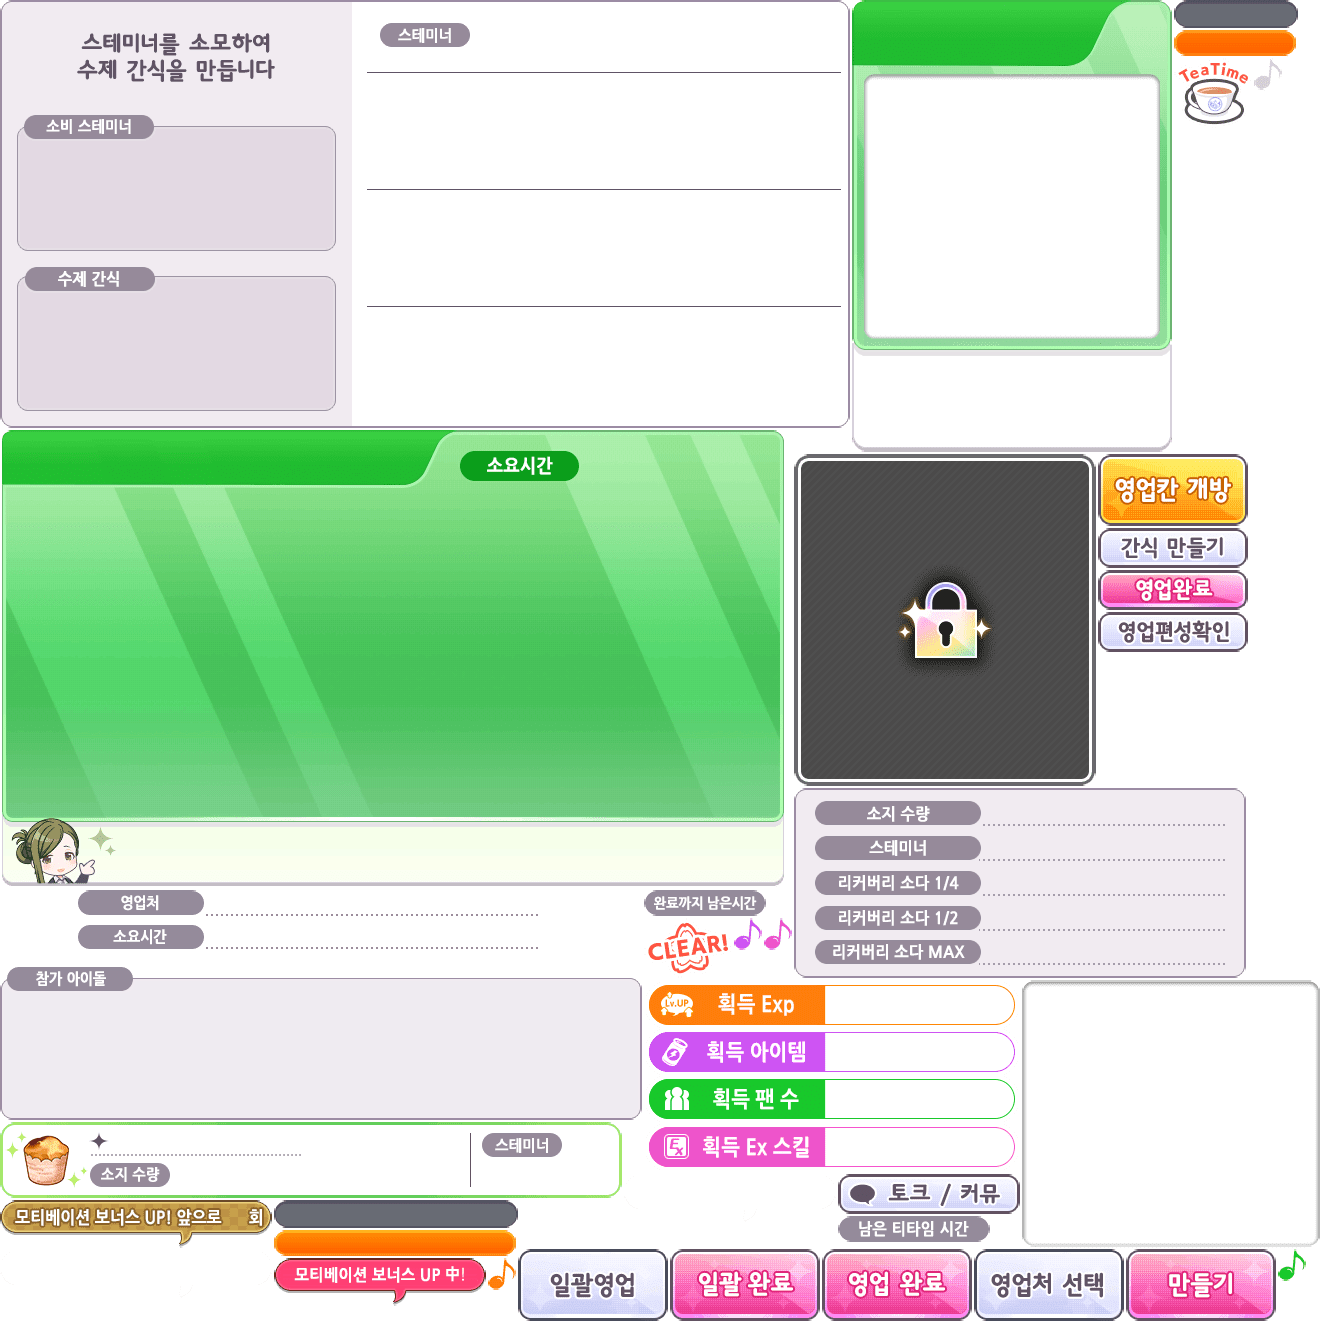 스테미너를 소모하여
수제 간식을 만듭니다
소비 스테미너
수제 간식
스테미너
TeaTime
소요시간
영업칸 개방
간식 만들기
영업완료
영업편성확인
소지 수량
스테미너
리커버리 소다 1/4
리커버리 소다 1/2
리커버리 소다 MAX
영업처
소요시간
완료까지 남은시간
CLEAR!
참가 아이돌
Lv.UP 획득 Exp
획득 아이템
획득 팬 수
Ex 획득 Ex 스킬
스테미너
소지 수량
토크 / 커뮤
남은 티타임 시간
모티베이션 보너스 UP! 앞으로 회
모티베이션 보너스 UP 中!
일괄영업
일괄 완료
영업 완료
영업처 선택
만들기